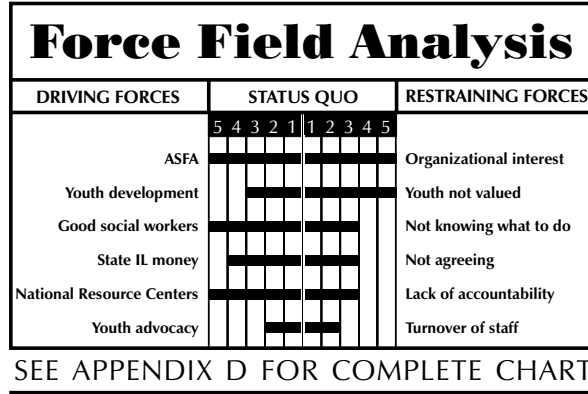 Force Field Analysis
DRIVING FORCES STATUS QUO RESTRAINING FORCES
5 4 3 2 1 1 2 3 4 5
ASFA Organizational interest
Youth development Youth not valued
Good social workers Not knowing what to do
State IL money Not agreeing
National Resource Centers Lack of accountability
Youth advocacy Turnover of staff
SEE APPENDIX D FOR COMPLETE CHART